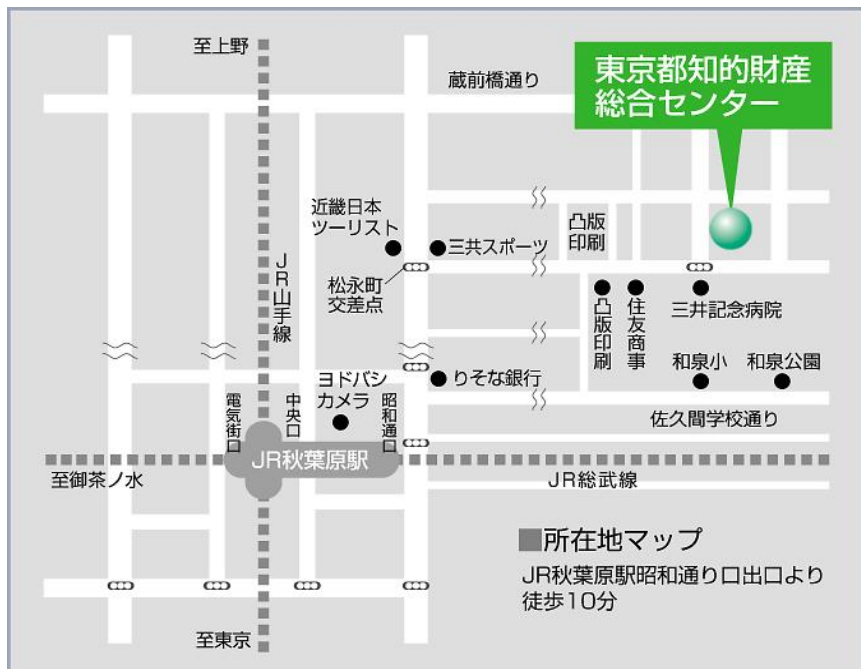 至上野
蔵前橋通り
東京都知的財産
総合センター
近畿日本
ツーリスト
三共スポーツ
凸版
印刷
JR山手線
松永町
交差点
凸版印刷
住友商事
三井記念病院
ヨドバシ
カメラ
りそな銀行
和泉小
和泉公園
電気街口
中央口
昭和通口
佐久間学校通り
JR秋葉原駅
至御茶ノ水
JR総武線
■所在地マップ
JR秋葉原駅昭和通り口出口より
徒歩10分
至東京